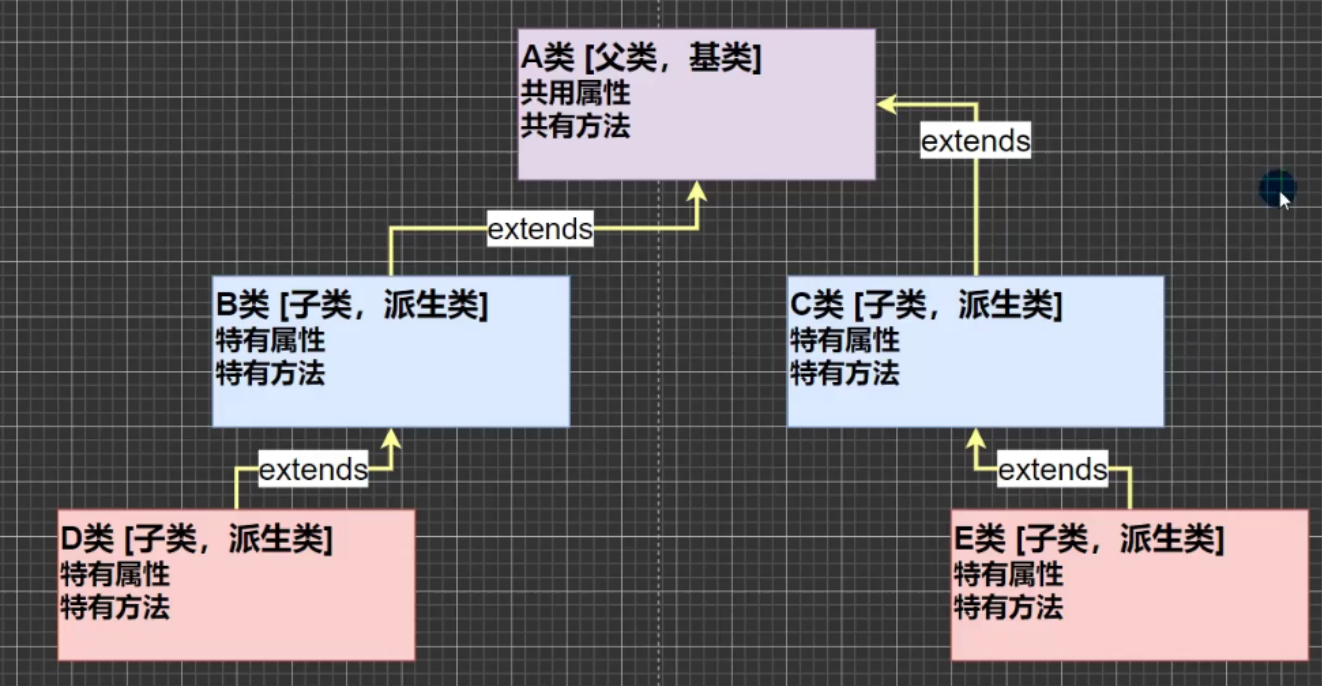 A类 [父类，基类]
共用属性
共有方法
extends
extends
B类 [子类，派生类]
特有属性
特有方法
C类 [子类，派生类]
特有属性
特有方法
extends
extends
D类 [子类，派生类]
特有属性
特有方法
E类 [子类，派生类]
特有属性
特有方法